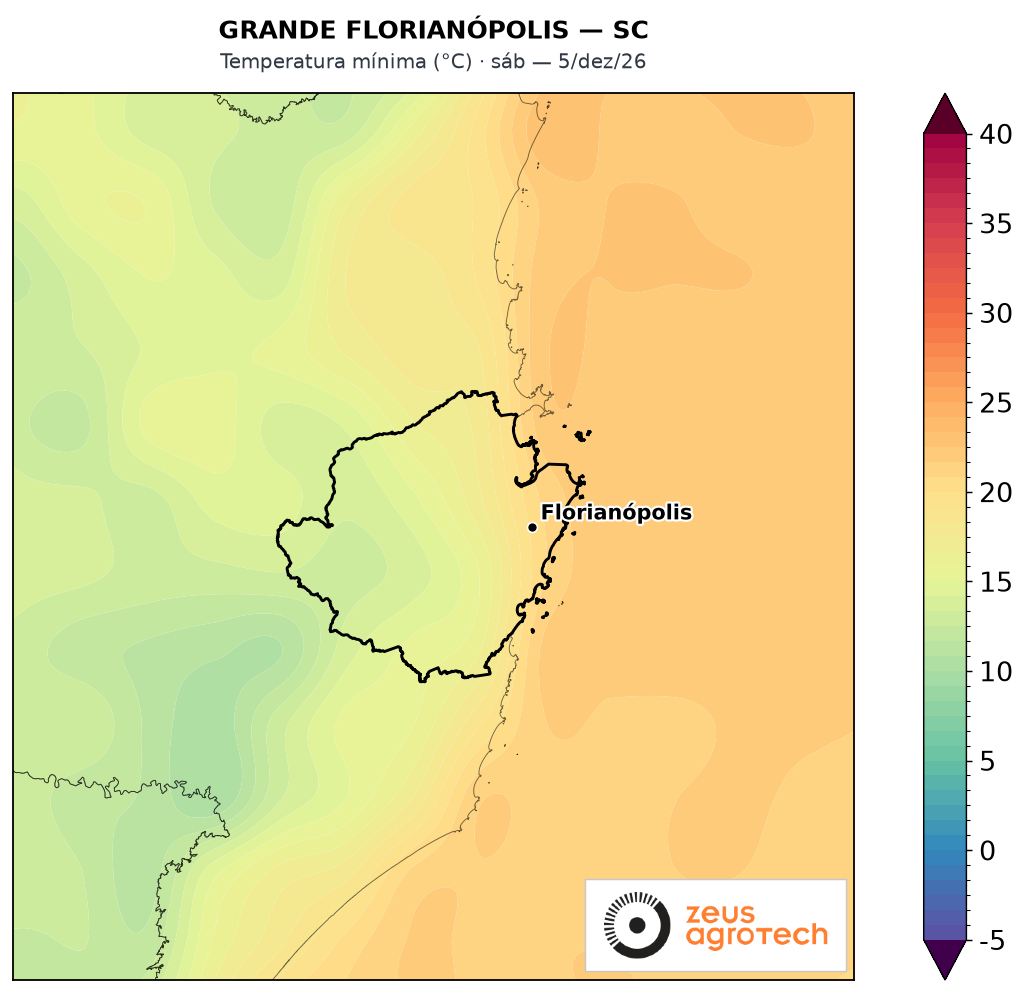 GRANDE FLORIANÓPOLIS — SC
Temperatura mínima (°C) · sáb — 5/dez/26
40
35
30
25
20
15
10
5
0
-5
Florianópolis
zeus
agrotech